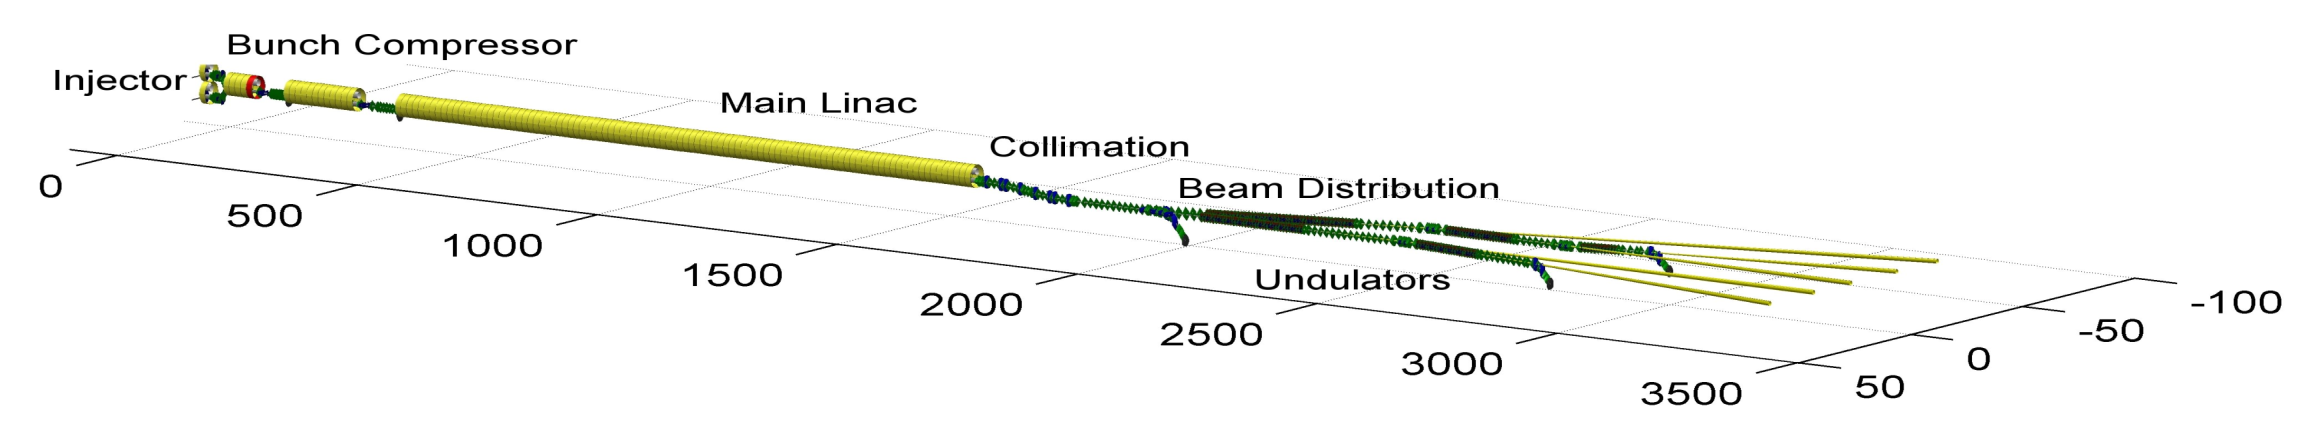 Bunch Compressor
Injector
Main Linac
Collimation
Beam Distribution
Undulators
0
500
1000
1500
2000
2500
3000
3500
50
0
-50
-100